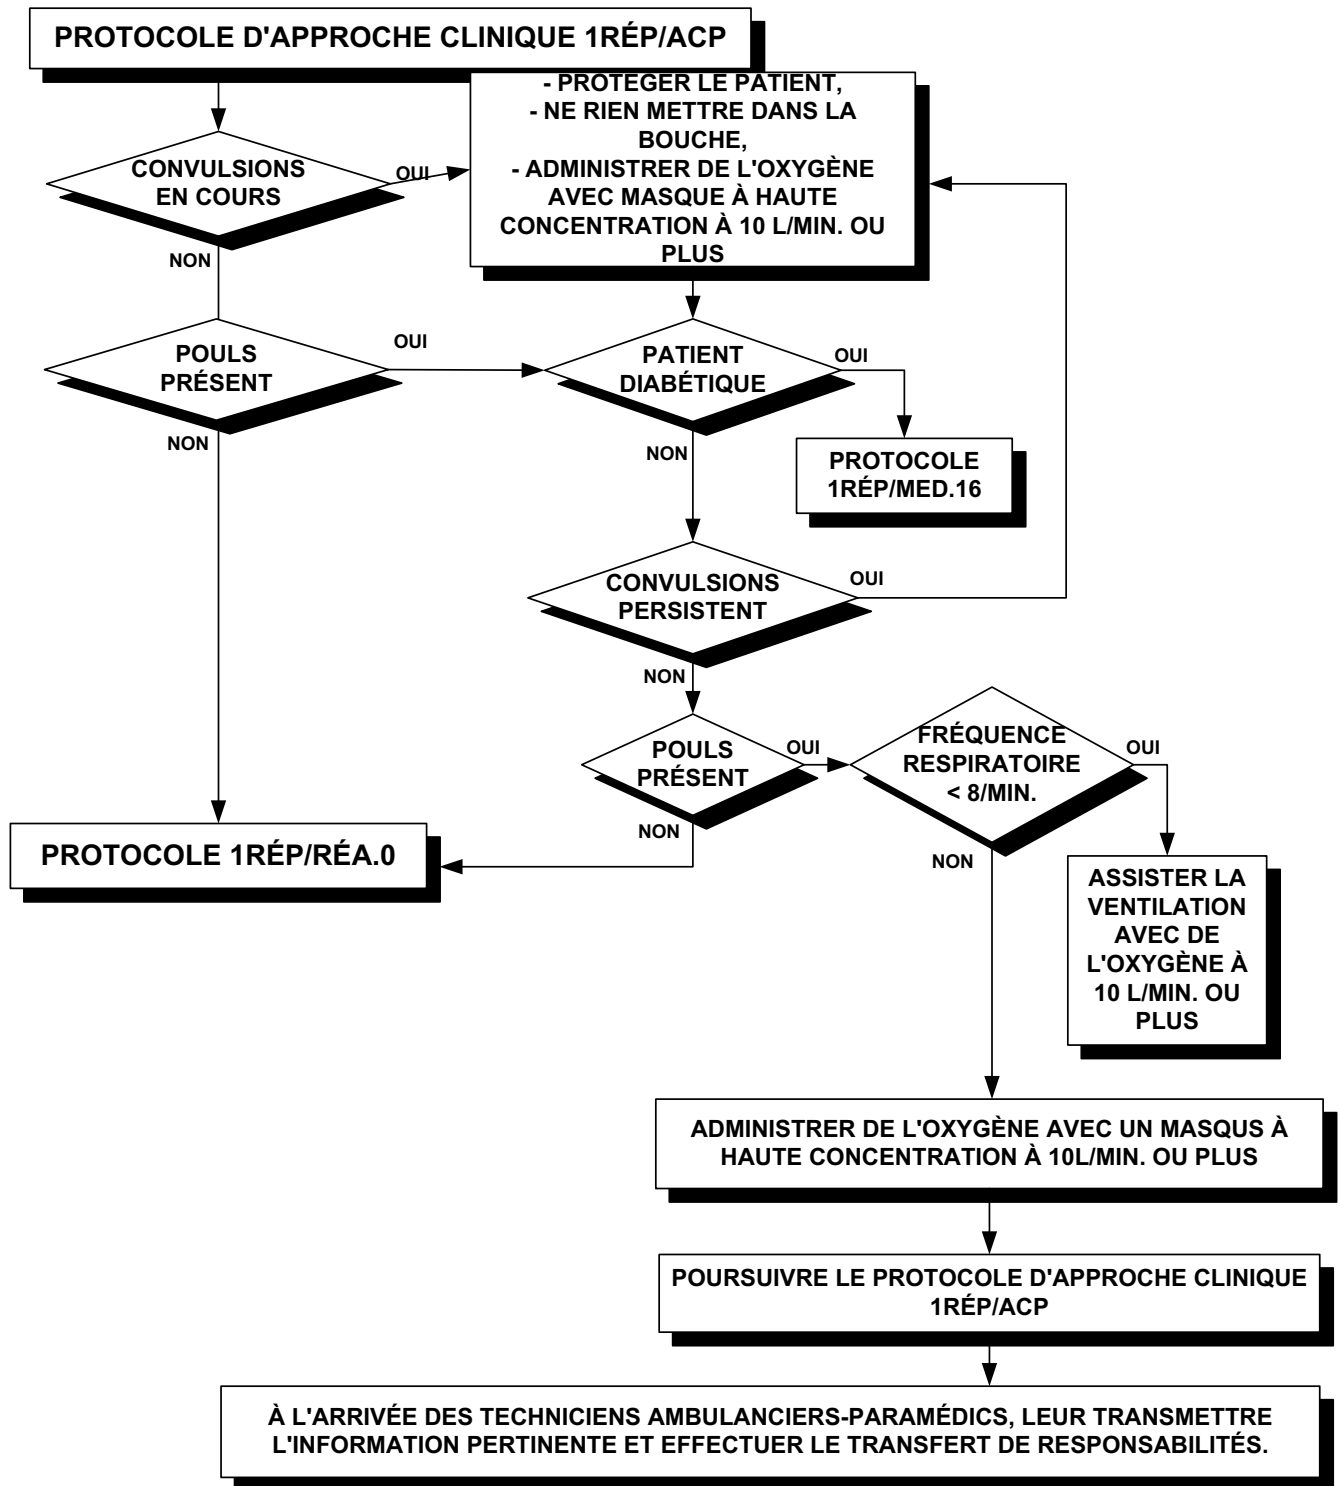 PROTOCOLE D'APPROCHE CLINIQUE 1RÉP/ACP
- PROTÉGER LE PATIENT,
- NE RIEN METTRE DANS LA
BOUCHE,
- ADMINISTRER DE L'OXYGÈNE
AVEC MASQUE À HAUTE
CONCENTRATION À 10 L/MIN. OU
PLUS
CONVULSIONS
EN COURS
OUI
NON
POULS
PRÉSENT
OUI
NON
PATIENT
DIABÉTIQUE
OUI
NON
PROTOCOLE
1RÉP/MED.16
CONVULSIONS
PERSISTENT
OUI
NON
POULS
PRÉSENT
OUI
NON
FRÉQUENCE
RESPIRATOIRE
< 8/MIN.
OUI
NON
PROTOCOLE 1RÉP/RÉA.0
ASSISTER LA
VENTILATION
AVEC DE
L'OXYGÈNE À
10 L/MIN. OU
PLUS
ADMINISTRER DE L'OXYGÈNE AVEC UN MASQUS À
HAUTE CONCENTRATION À 10L/MIN. OU PLUS
POURSUIVRE LE PROTOCOLE D'APPROCHE CLINIQUE
1RÉP/ACP
À L'ARRIVÉE DES TECHNICIENS AMBULANCIERS-PARAMÉDICS, LEUR TRANSMETTRE
L'INFORMATION PERTINENTE ET EFFECTUER LE TRANSFERT DE RESPONSABILITÉS.